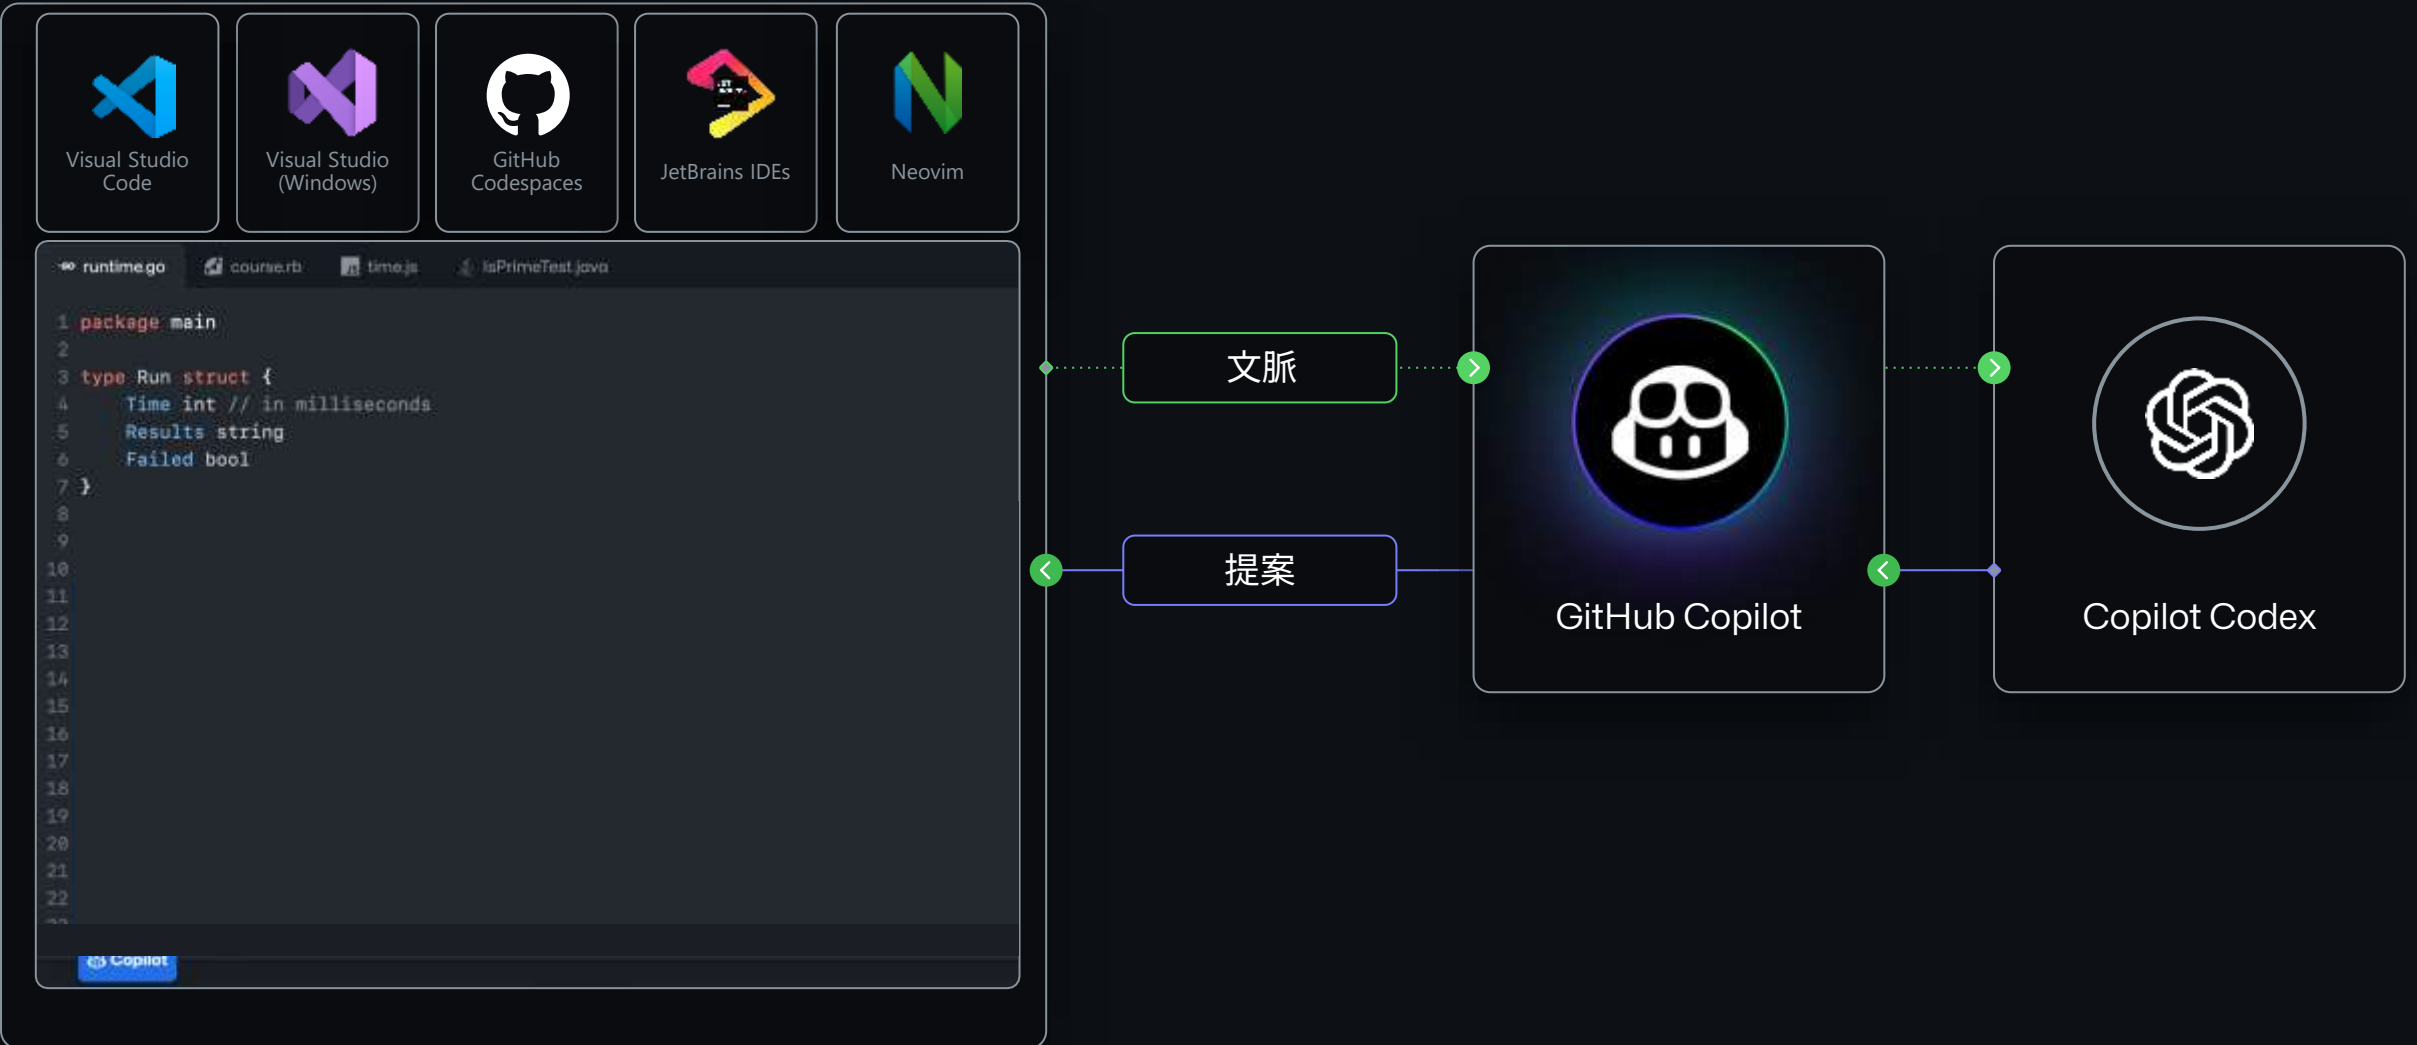 Visual Studio
Code
Visual Studio
(Windows)
GitHub
Codespaces
JetBrains IDEs
Neovim
runtime.go
course.rb
time.js
IsPrimeTest.java
1 package main
2
3 type Run struct {
4 Time int // in milliseconds
5 Results string
6 Failed bool
7 }
8
9
10
11
12
13
14
15
16
17
18
19
20
21
22
Copilot
文脈
提案
GitHub Copilot
Copilot Codex